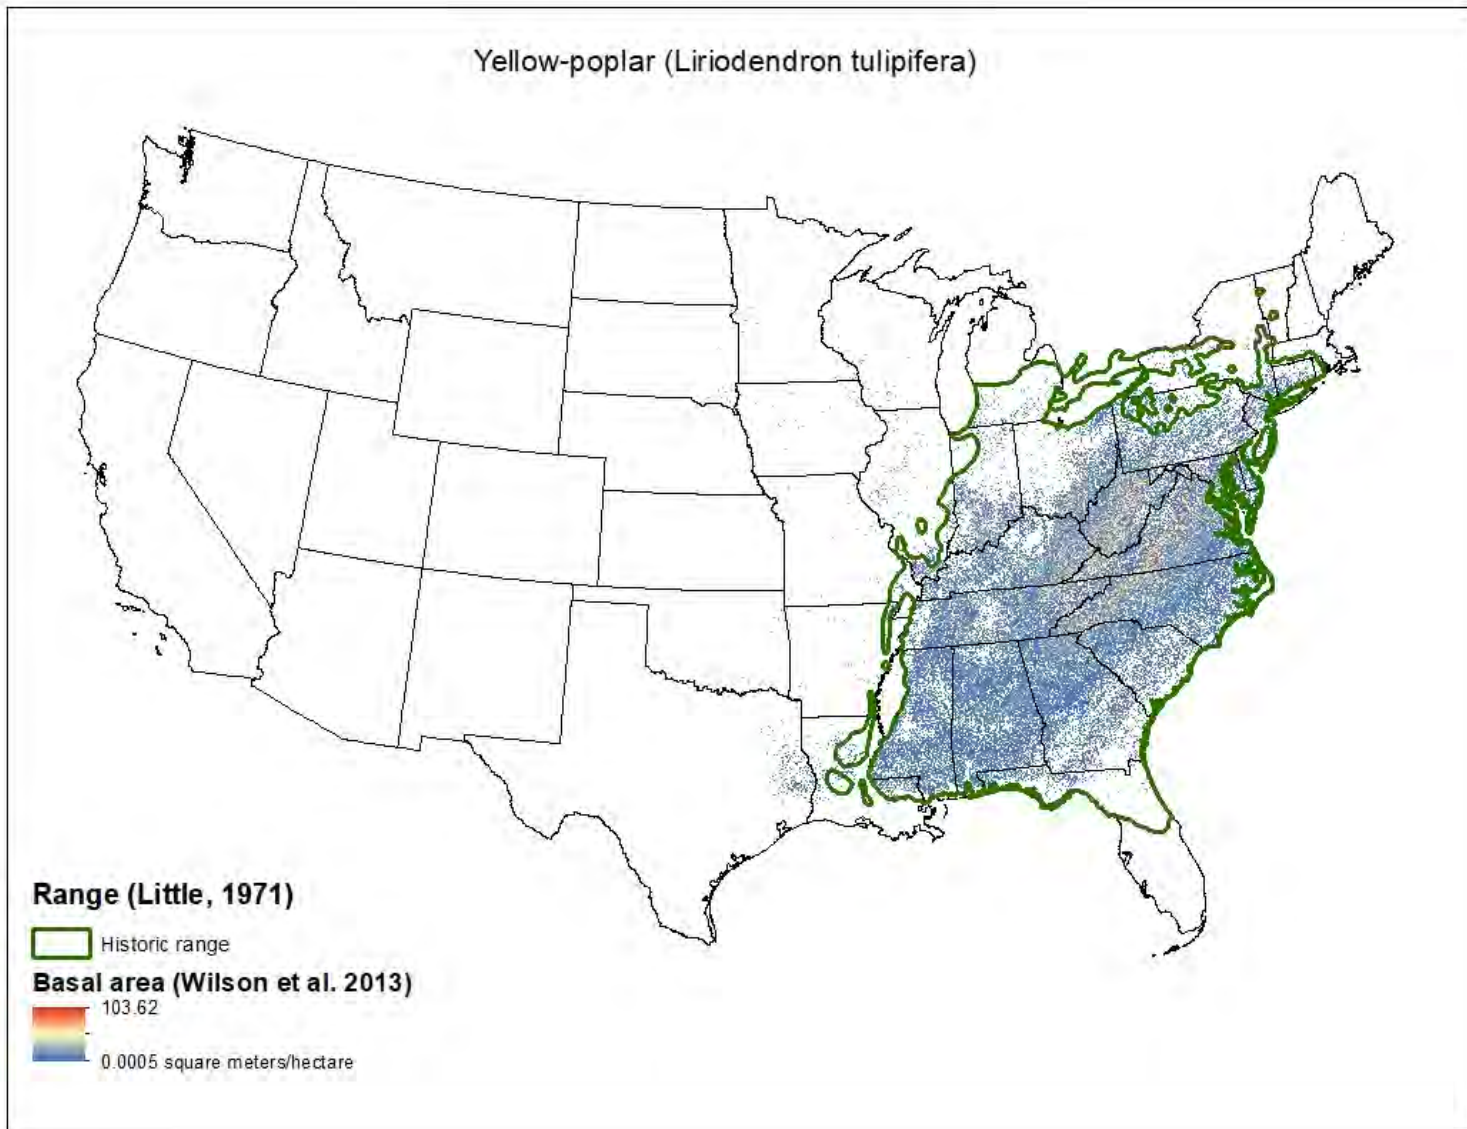 Yellow-poplar (Liriodendron tulipifera)
Range (Little, 1971)
Historic range
Basal area (Wilson et al. 2013)
103.62
0.0005 square meters/hectare